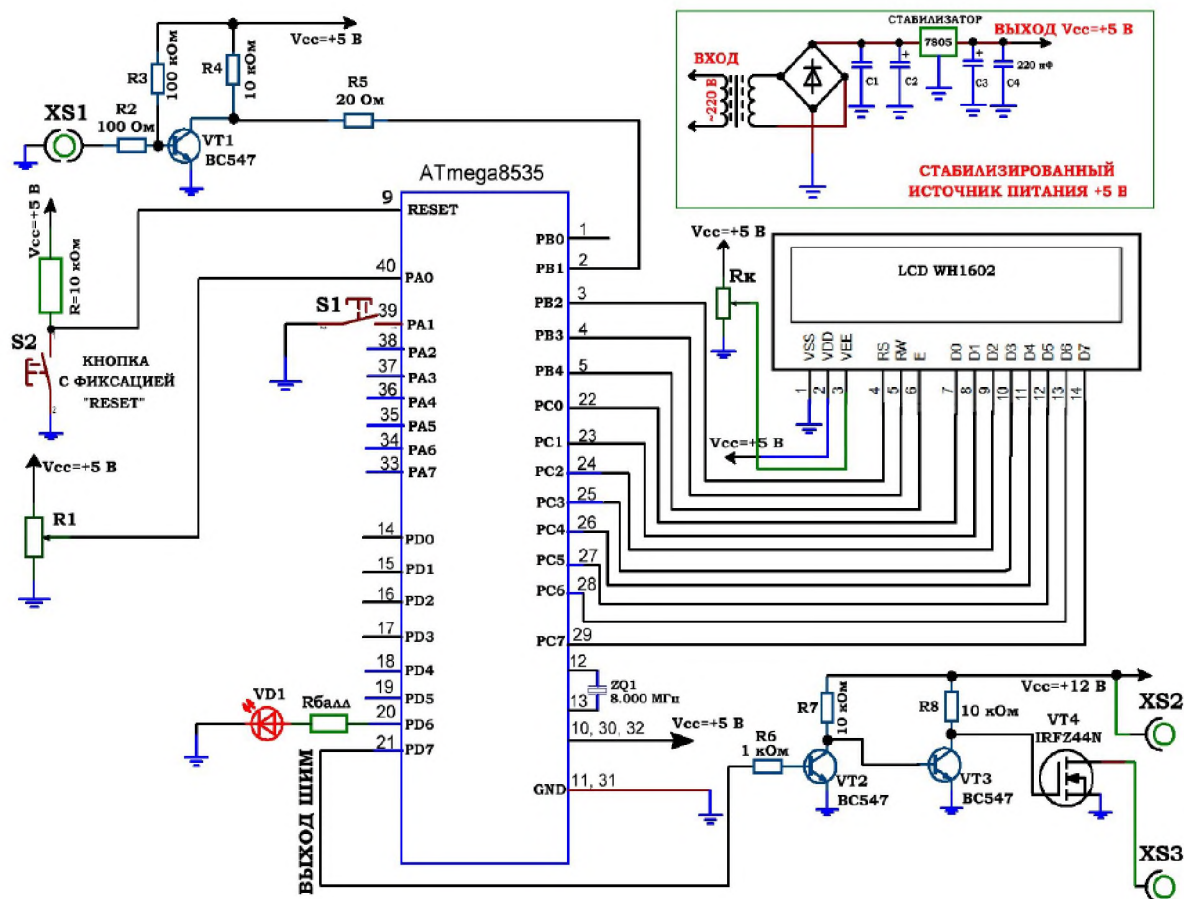 СТАБИЛИЗАТОР
7805
ВЫХОД Vcc=+5 В
ВХОД
~220 В
C1
C2
C3
220 нФ
C4
СТАБИЛИЗИРОВАННЫЙ
ИСТОЧНИК ПИТАНИЯ +5 В
Vcc=+5 В
R3
100 кОм
R4
10 кОм
R5
20 Ом
XS1
R2
100 Ом
VT1
BC547
ATmega8535
Vcc=+5 В
R=10 кОм
S2
1
2
КНОПКА
С ФИКСАЦИЕЙ
"RESET"
Vcc=+5 В
R1
S1
9
RESET
40
PA0
39
PA1
38
PA2
37
PA3
36
PA4
35
PA5
34
PA6
33
PA7
14
PD0
15
PD1
16
PD2
17
PD3
18
PD4
19
PD5
20
PD6
21
PD7
VD1
Rбалл
ВЫХОД ШИМ
PB0
1
PB1
2
PB2
3
PB3
4
PB4
5
PC0
22
PC1
23
PC2
24
PC3
25
PC4
26
PC5
27
PC6
28
PC7
29
12
ZQ1
8.000 МГц
13
10, 30, 32
Vcc=+5 В
GND
11, 31
Vcc=+5 В
Rк
Vcc=+5 В
LCD WH1602
VSS
VDD
VEE
RS
RW
E
D0
D1
D2
D3
D4
D5
D6
D7
1
2
3
4
5
6
7
8
9
10
11
12
13
14
R6
1 кОм
R7
10 кОм
VT2
BC547
R8
10 кОм
VT3
BC547
Vcc=+12 В
VT4
IRFZ44N
XS2
XS3